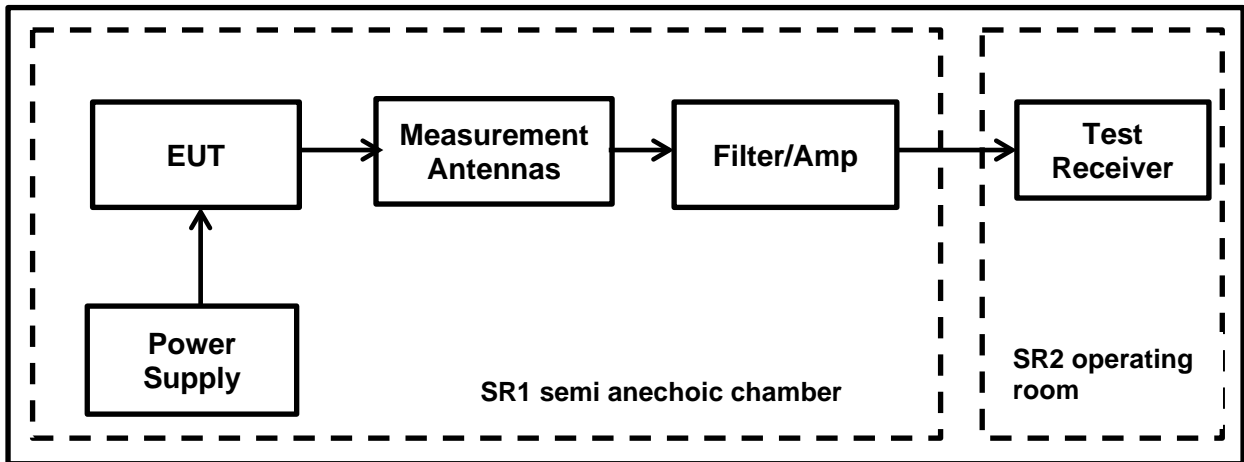 EUT
Measurement
Antennas
Filter/Amp
Test
Receiver
Power
Supply
SR1 semi anechoic chamber
SR2 operating
room